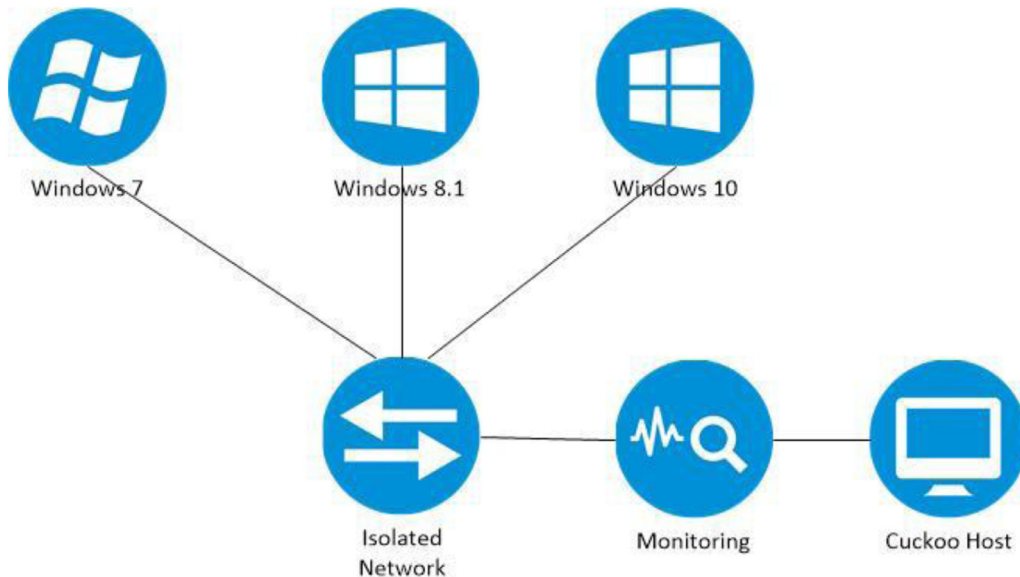 Windows 7
Windows 8.1
Windows 10
Isolated
Network
Monitoring
Cuckoo Host